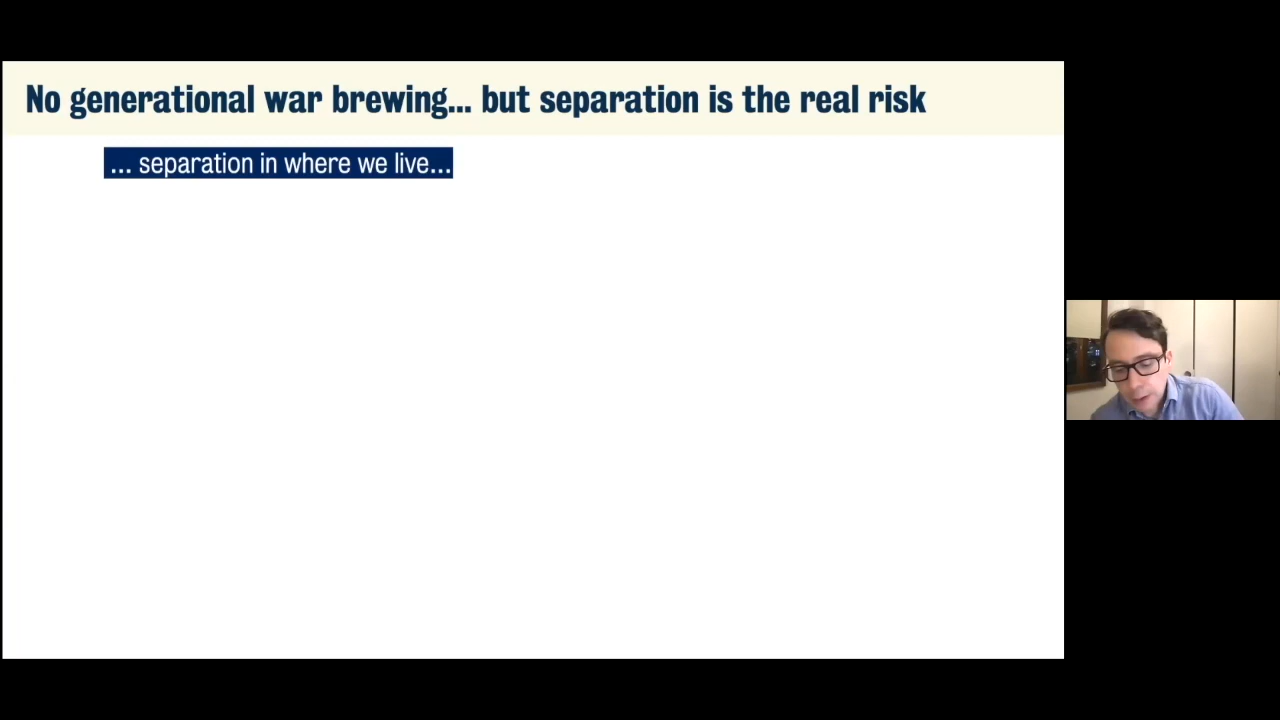 No generational war brewing... but separation is the real risk
... separation in where we live...